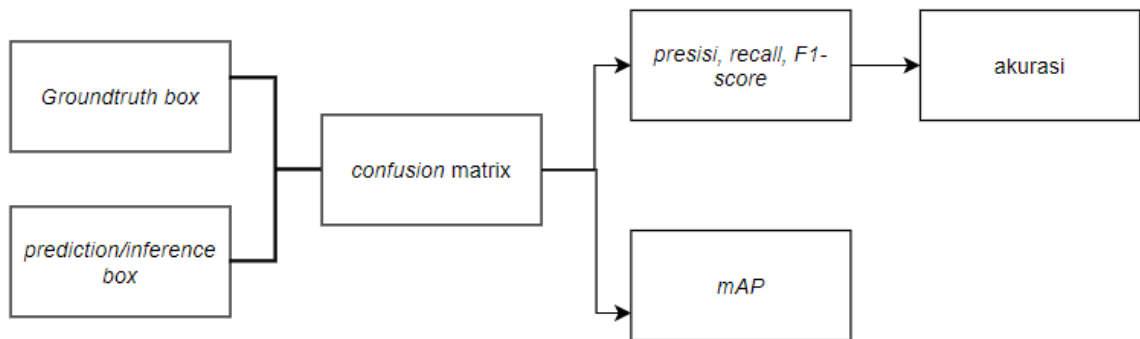 Groundtruth box
prediction/inference
box
confusion matrix
presisi, recall, F1-
score
akurasi
mAP